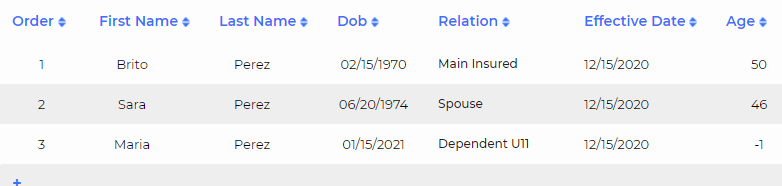 Order First Name Last Name Dob Relation Effective Date Age
1 Brito Perez 02/15/1970 Main Insured 12/15/2020 50
2 Sara Perez 06/20/1974 Spouse 12/15/2020 46
3 Maria Perez 01/15/2021 Dependent U11 12/15/2020 -1
+